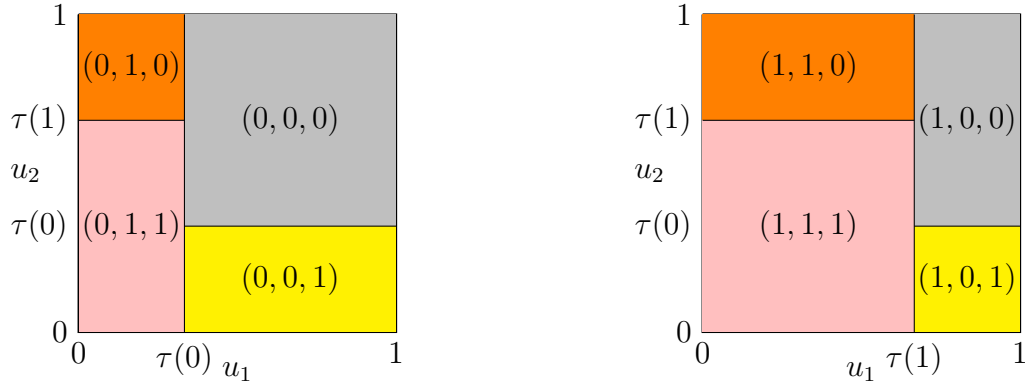 1
(0, 1, 0)
τ(1)
(0, 0, 0)
u₂
τ(0)
(0, 1, 1)
(0, 0, 1)
0
0
τ(0)
u₁
1
1
(1, 1, 0)
τ(1)
(1, 0, 0)
u₂
τ(0)
(1, 1, 1)
(1, 0, 1)
0
0
u₁
τ(1)
1